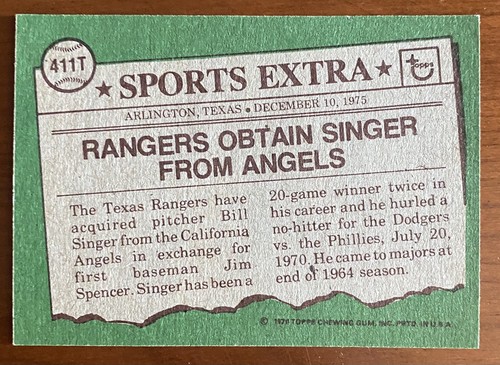 411T
★ SPORTS EXTRA ★
Topps
ARLINGTON, TEXAS • DECEMBER 10, 1975
RANGERS OBTAIN SINGER
FROM ANGELS
The Texas Rangers have
acquired pitcher Bill
Singer from the California
Angels in exchange for
first baseman Jim
Spencer. Singer has been a
20-game winner twice in
his career and he hurled a
no-hitter for the Dodgers
vs. the Phillies, July 20,
1970. He came to majors at
end of 1964 season.
© 1976 TOPPS CHEWING GUM, INC. PRTD. IN U.S.A.